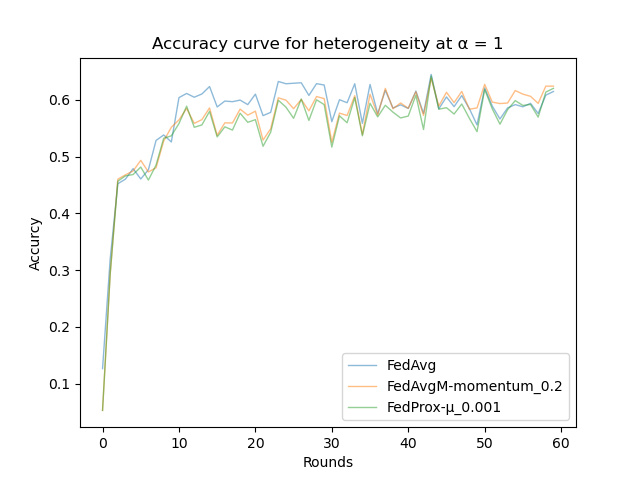 Accuracy curve for heterogeneity at α = 1
Accurcy
0.6
0.5
0.4
0.3
0.2
0.1
FedAvg
FedAvgM-momentum_0.2
FedProx-μ_0.001
0 10 20 30 40 50 60
Rounds